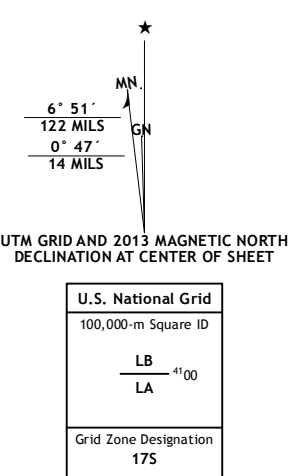 ★
MN.
6° 51´
122 MILS
GN
0° 47´
14 MILS
UTM GRID AND 2013 MAGNETIC NORTH
DECLINATION AT CENTER OF SHEET
U.S. National Grid
100,000-m Square ID
LB
4100
LA
Grid Zone Designation
17S